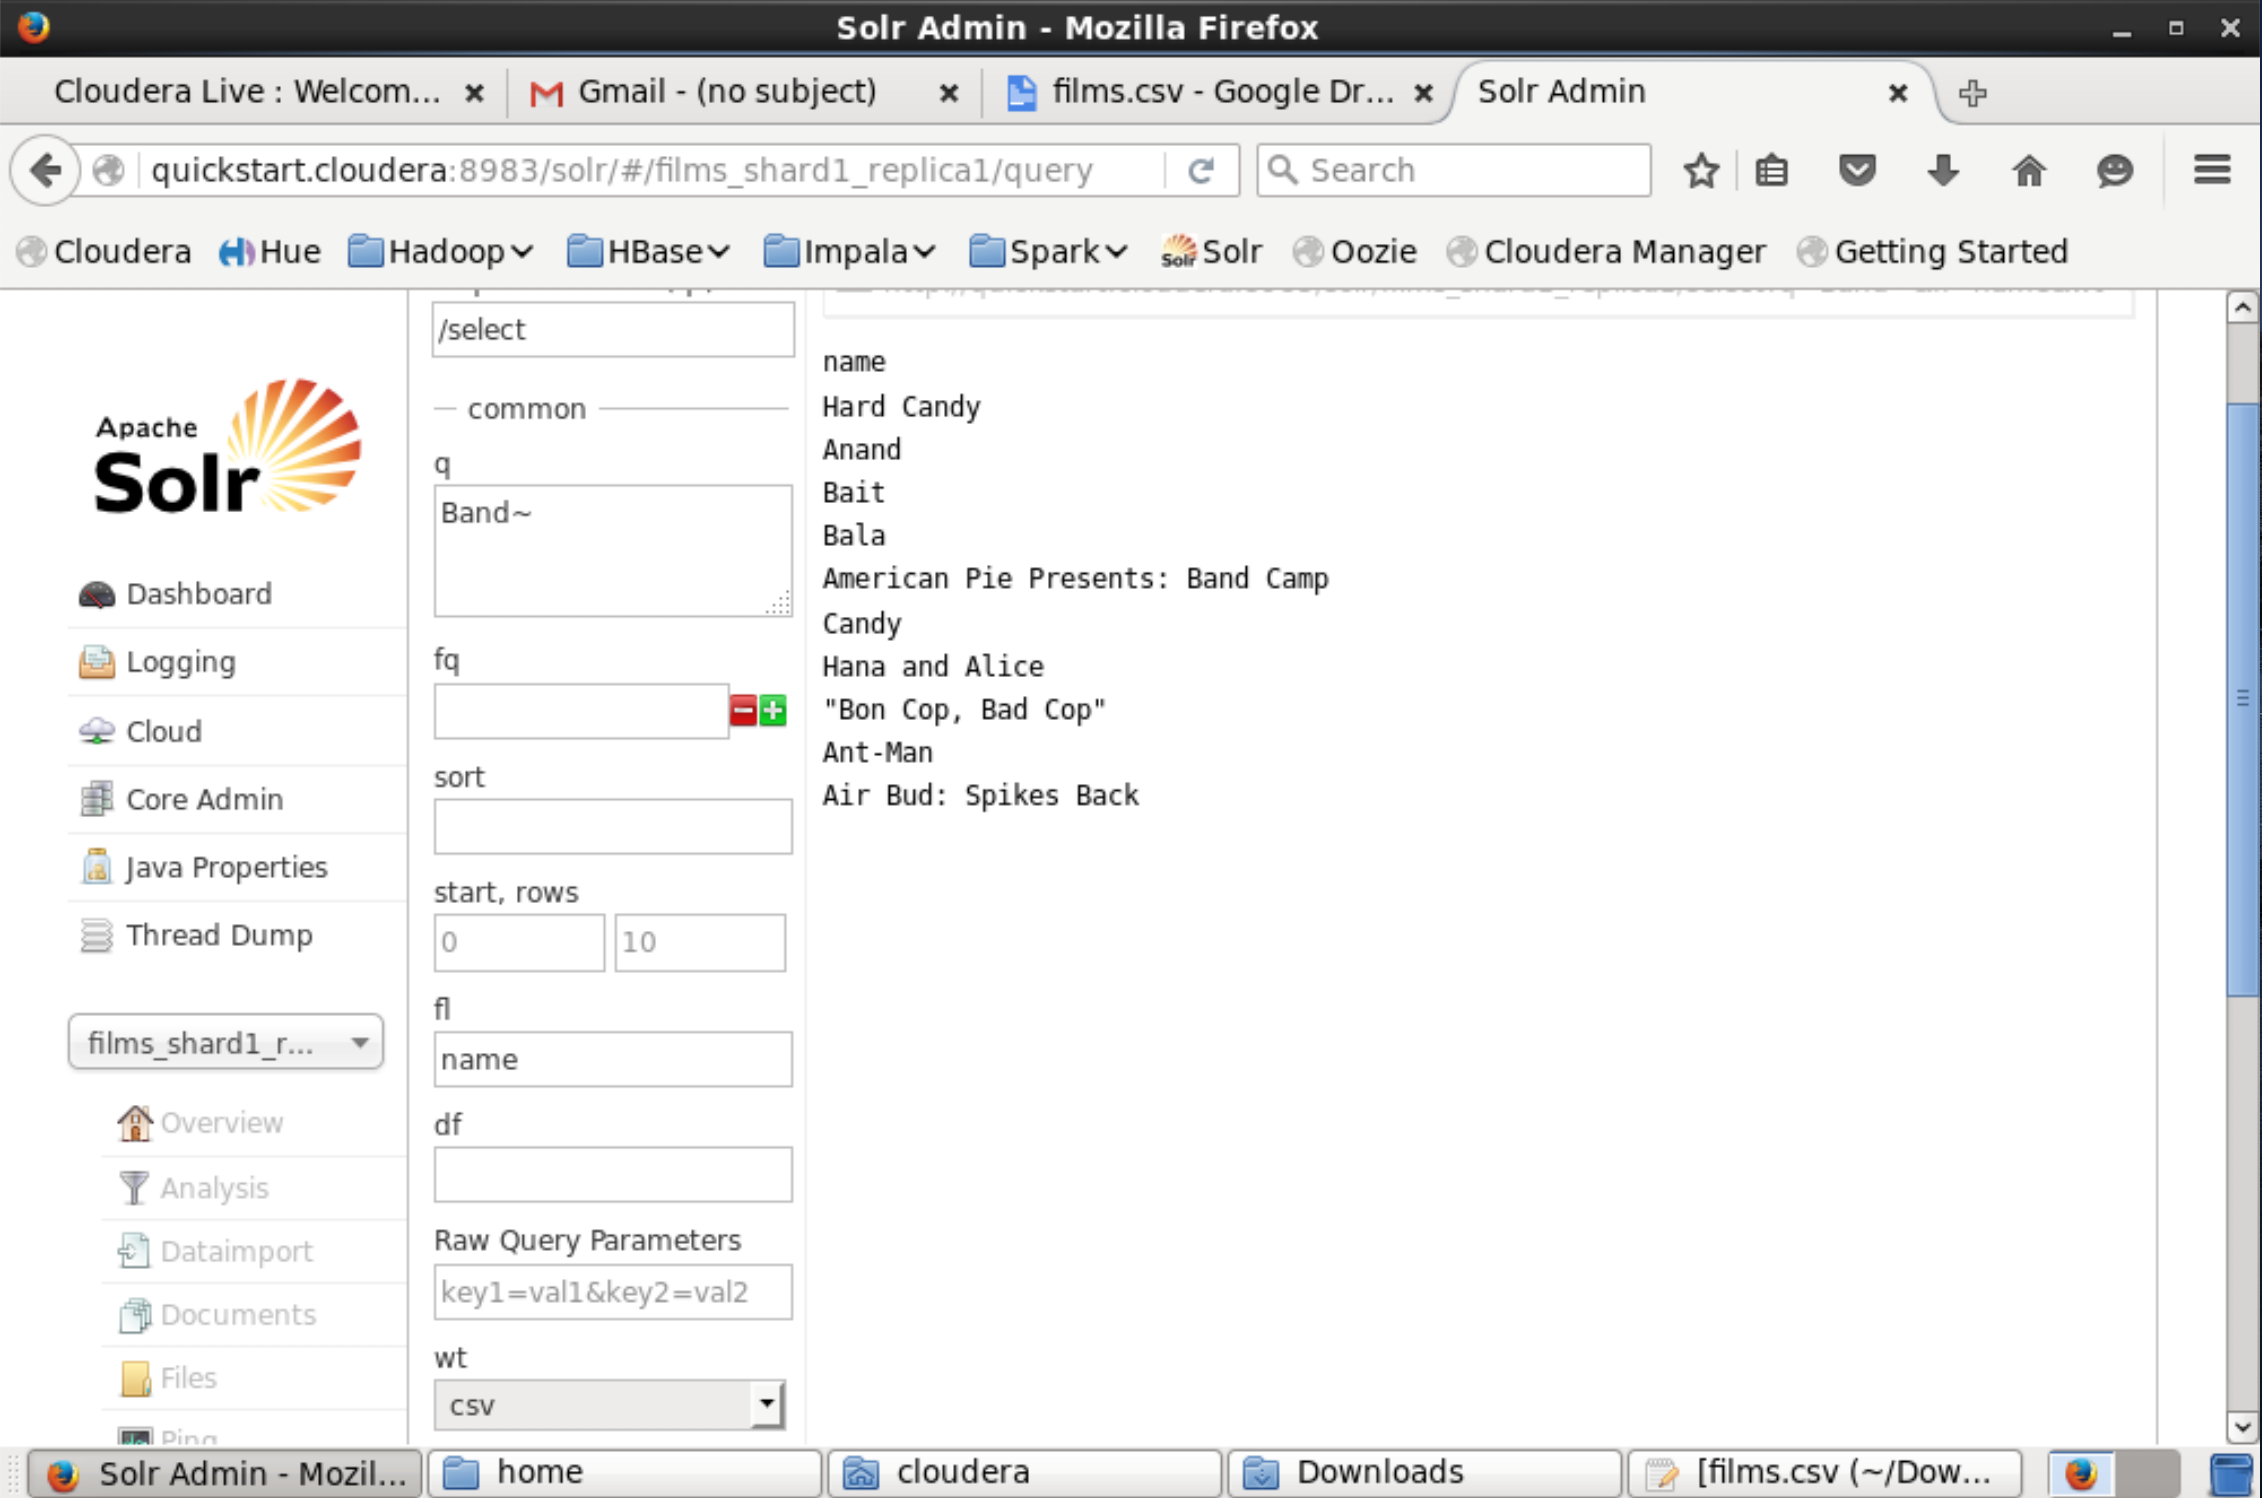 Solr Admin - Mozilla Firefox
Cloudera Live : Welcom...
Gmail - (no subject)
films.csv - Google Dr...
Solr Admin
quickstart.cloudera:8983/solr/#/films_shard1_replica1/query
Search
Cloudera
Hue
Hadoop
HBase
Impala
Spark
Solr
Solr
Oozie
Cloudera Manager
Getting Started
Apache
Solr
Dashboard
Logging
Cloud
Core Admin
Java Properties
Thread Dump
films_shard1_r...
Overview
Analysis
Dataimport
Documents
Files
Ping
/select
common
q
Band~
fq
sort
start, rows
0
10
fl
name
df
Raw Query Parameters
key1=val1&key2=val2
wt
csv
name
Hard Candy
Anand
Bait
Bala
American Pie Presents: Band Camp
Candy
Hana and Alice
"Bon Cop, Bad Cop"
Ant-Man
Air Bud: Spikes Back
Solr Admin - Mozil...
home
cloudera
Downloads
[films.csv (~/Dow...